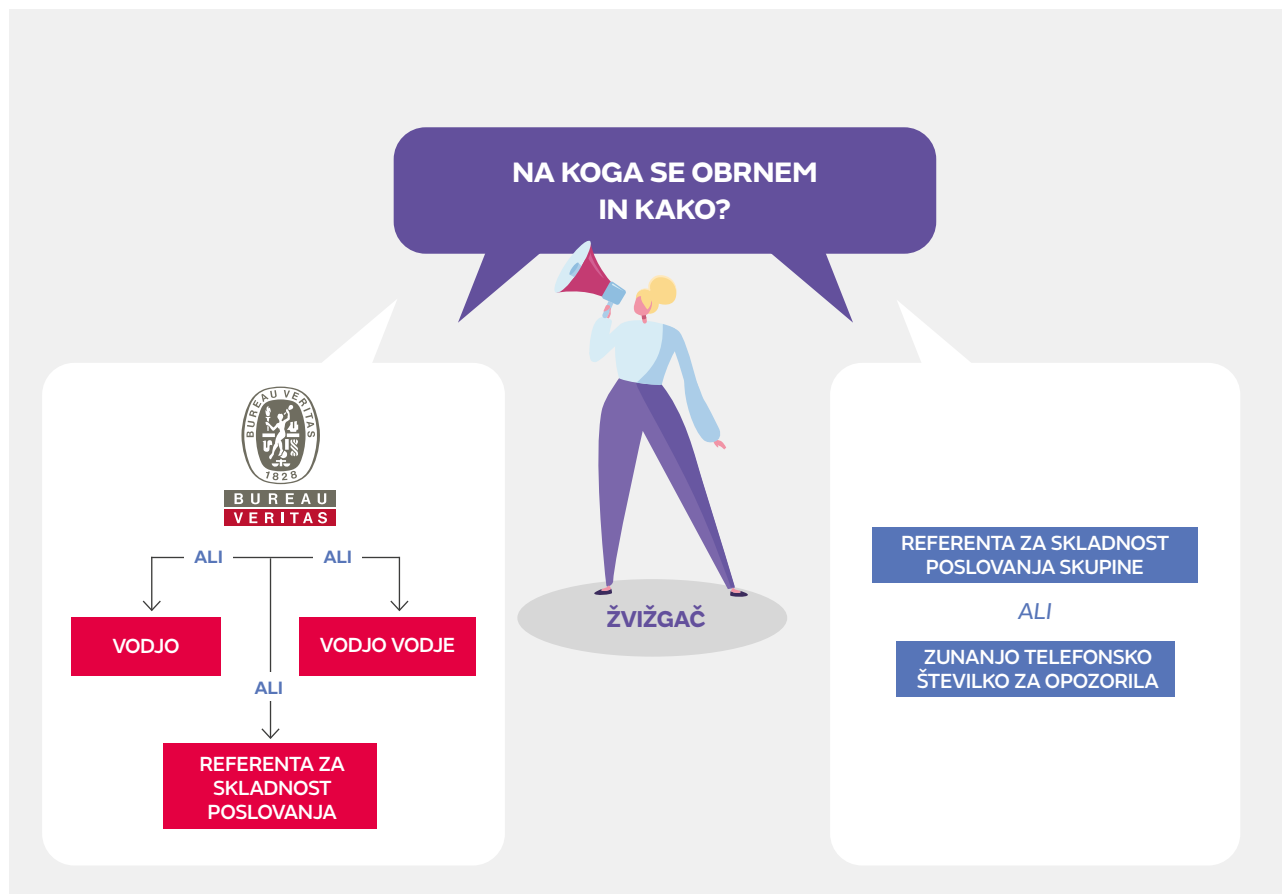 NA KOGA SE OBRNEM
IN KAKO?
BUREAU VERITAS
1828
BUREAU
VERITAS
ALI
ALI
VODJO
VODJO VODJE
ALI
REFERENTA ZA
SKLADNOST
POSLOVANJA
ŽVIŽGAČ
REFERENTA ZA SKLADNOST
POSLOVANJA SKUPINE
ALI
ZUNANJO TELEFONSKO
ŠTEVILKO ZA OPOZORILA